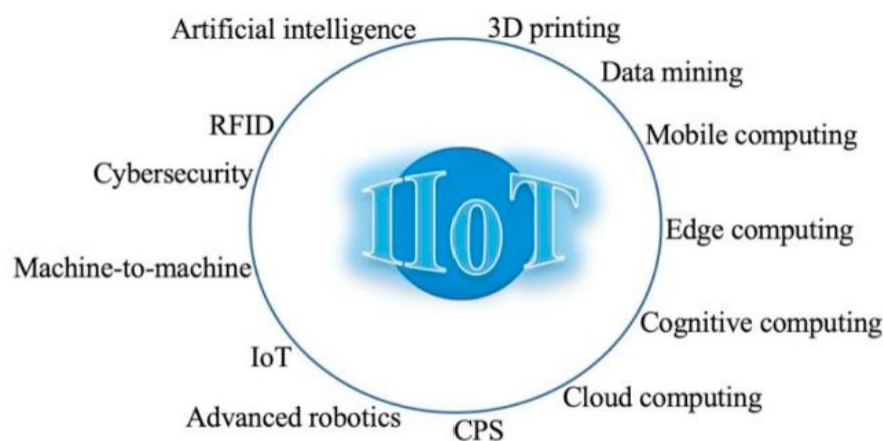 Artificial intelligence
3D printing
Data mining
RFID
Mobile computing
Cybersecurity
IIoT
Edge computing
Machine-to-machine
Cognitive computing
IoT
Cloud computing
Advanced robotics
CPS